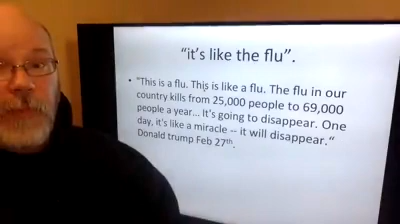 “it’s like the flu”.
• "This is a flu. This is like a flu. The flu in our
country kills from 25,000 people to 69,000
people a year... It's going to disappear. One
day, it's like a miracle -- it will disappear.“
Donald trump Feb 27th.